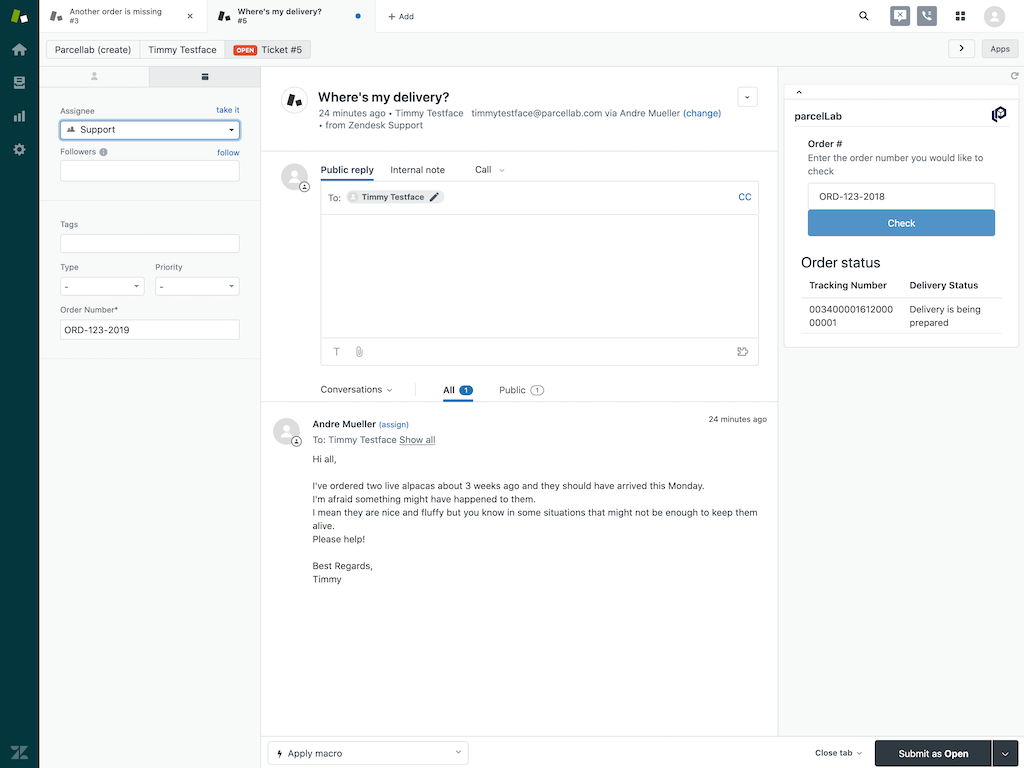 Another order is missing
#3
Where's my delivery?
#5
Add
Parcellab (create)
Timmy Testface
OPEN Ticket #5
Apps
Assignee
take it
Support
Followers
follow
Tags
Type
Priority
-
-
Order Number*
ORD-123-2019
Where's my delivery?
24 minutes ago • Timmy Testface timmytestface@parcellab.com via Andre Mueller (change)
• from Zendesk Support
Public reply
Internal note
Call
To: Timmy Testface
CC
T
Conversations
All 1
Public 1
Andre Mueller (assign)
24 minutes ago
To: Timmy Testface Show all
Hi all,
I've ordered two live alpacas about 3 weeks ago and they should have arrived this Monday.
I'm afraid something might have happened to them.
I mean they are nice and fluffy but you know in some situations that might not be enough to keep them
alive.
Please help!
Best Regards,
Timmy
parcelLab
Order #
Enter the order number you would like to
check
ORD-123-2018
Check
Order status
Tracking Number
Delivery Status
003400001612000
00001
Delivery is being
prepared
Apply macro
Close tab
Submit as Open